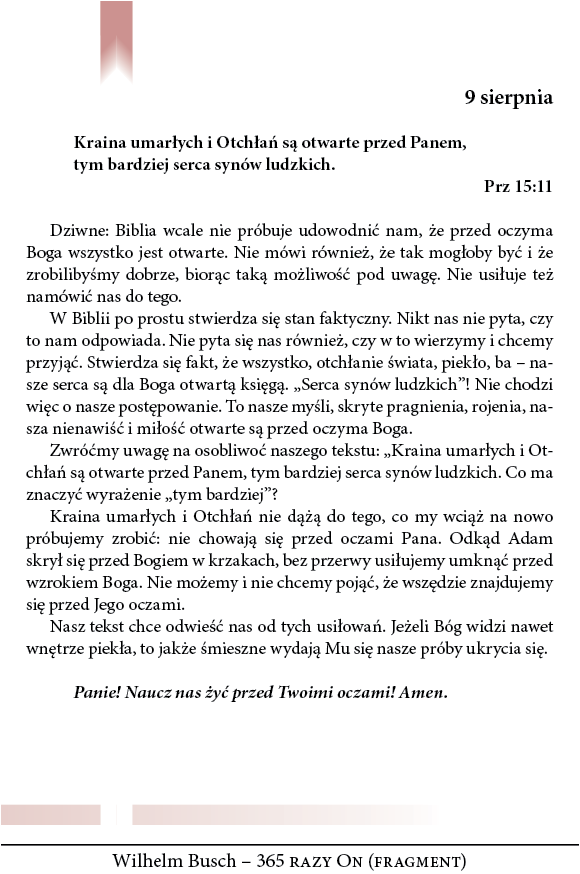 9 sierpnia
Kraina umarłych i Otchłań są otwarte przed Panem,
tym bardziej serca synów ludzkich.
Prz 15:11
Dziwne: Biblia wcale nie próbuje udowodnić nam, że przed oczyma
Boga wszystko jest otwarte. Nie mówi również, że tak mogłoby być i że
zrobilibyśmy dobrze, biorąc taką możliwość pod uwagę. Nie usiłuje też
namówić nas do tego.
W Biblii po prostu stwierdza się stan faktyczny. Nikt nas nie pyta, czy
to nam odpowiada. Nie pyta się nas również, czy w to wierzymy i chcemy
przyjąć. Stwierdza się fakt, że wszystko, otchłanie świata, piekło, ba – na-
sze serca są dla Boga otwartą księgą. „Serca synów ludzkich”! Nie chodzi
więc o nasze postępowanie. To nasze myśli, skryte pragnienia, rojenia, na-
sza nienawiść i miłość otwarte są przed oczyma Boga.
Zwróćmy uwagę na osobliwoć naszego tekstu: „Kraina umarłych i Ot-
chłań są otwarte przed Panem, tym bardziej serca synów ludzkich. Co ma
znaczyć wyrażenie „tym bardziej”?
Kraina umarłych i Otchłań nie dążą do tego, co my wciąż na nowo
próbujemy zrobić: nie chowają się przed oczami Pana. Odkąd Adam
skrył się przed Bogiem w krzakach, bez przerwy usiłujemy umknąć przed
wzrokiem Boga. Nie możemy i nie chcemy pojąć, że wszędzie znajdujemy
się przed Jego oczami.
Nasz tekst chce odwieść nas od tych usiłowań. Jeżeli Bóg widzi nawet
wnętrze piekła, to jakże śmieszne wydają Mu się nasze próby ukrycia się.
Panie! Naucz nas żyć przed Twoimi oczami! Amen.
Wilhelm Busch – 365 razy On (fragment)